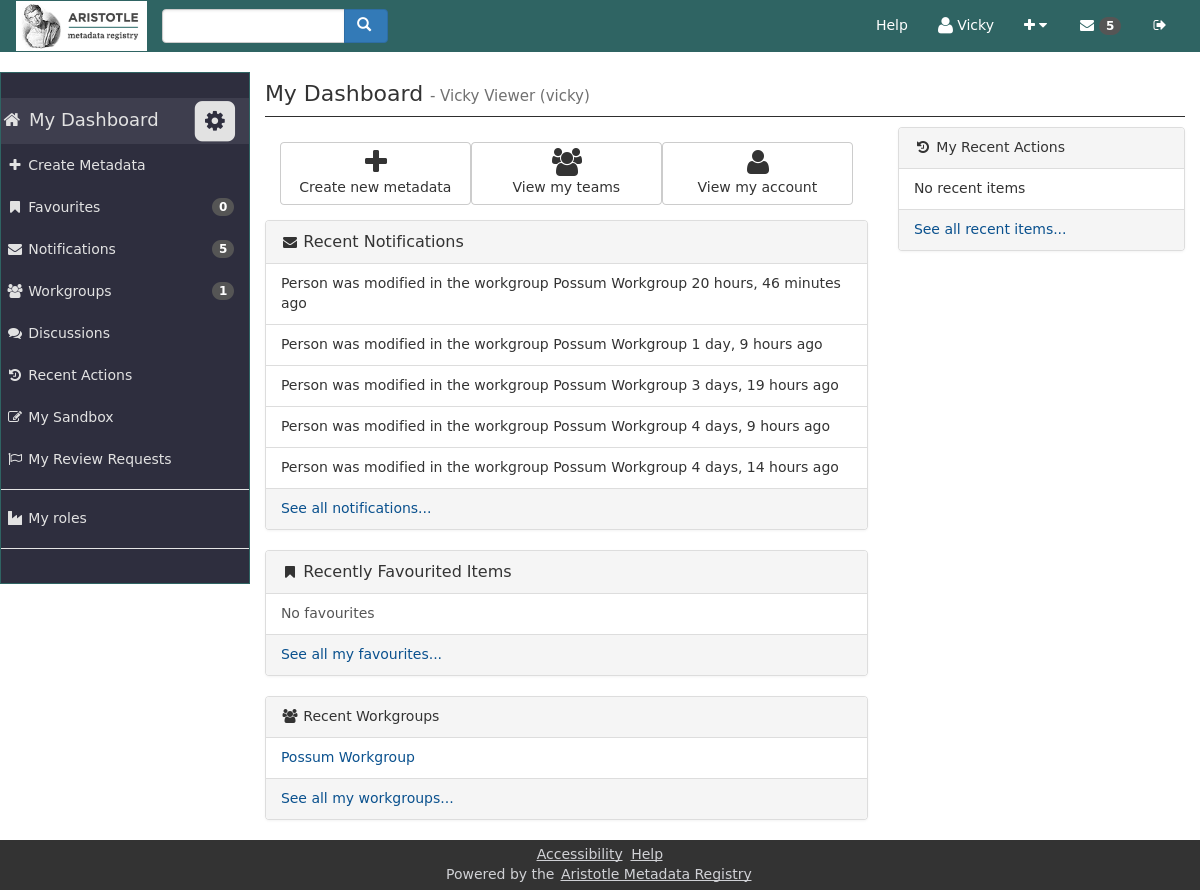 ARISTOTLE
metadata registry
Help
Vicky
5
My Dashboard
Create Metadata
Favourites 0
Notifications 5
Workgroups 1
Discussions
Recent Actions
My Sandbox
My Review Requests
My roles
My Dashboard - Vicky Viewer (vicky)
Create new metadata
View my teams
View my account
Recent Notifications
Person was modified in the workgroup Possum Workgroup 20 hours, 46 minutes
ago
Person was modified in the workgroup Possum Workgroup 1 day, 9 hours ago
Person was modified in the workgroup Possum Workgroup 3 days, 19 hours ago
Person was modified in the workgroup Possum Workgroup 4 days, 9 hours ago
Person was modified in the workgroup Possum Workgroup 4 days, 14 hours ago
See all notifications...
Recently Favourited Items
No favourites
See all my favourites...
Recent Workgroups
Possum Workgroup
See all my workgroups...
My Recent Actions
No recent items
See all recent items...
Accessibility Help
Powered by the Aristotle Metadata Registry